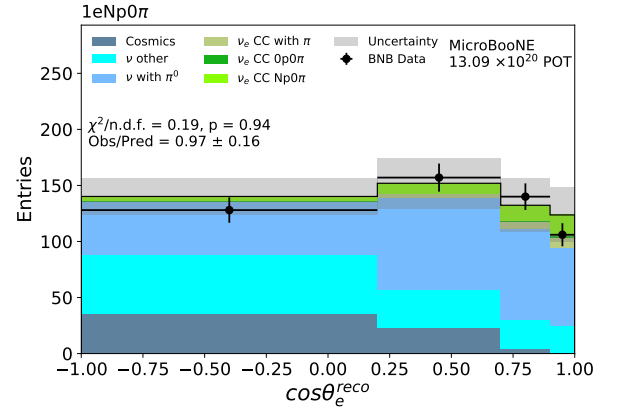 1eNp0π
Cosmics
ν other
ν with π⁰
νₑ CC with π
νₑ CC 0p0π
νₑ CC Np0π
Uncertainty
BNB Data
MicroBooNE
13.09 ×10²⁰ POT
χ²/n.d.f. = 0.19, p = 0.94
Obs/Pred = 0.97 ± 0.16
Entries
250
200
150
100
50
0
−1.00 −0.75 −0.50 −0.25 0.00 0.25 0.50 0.75 1.00
cosθₑʳᵉᶜᵒ